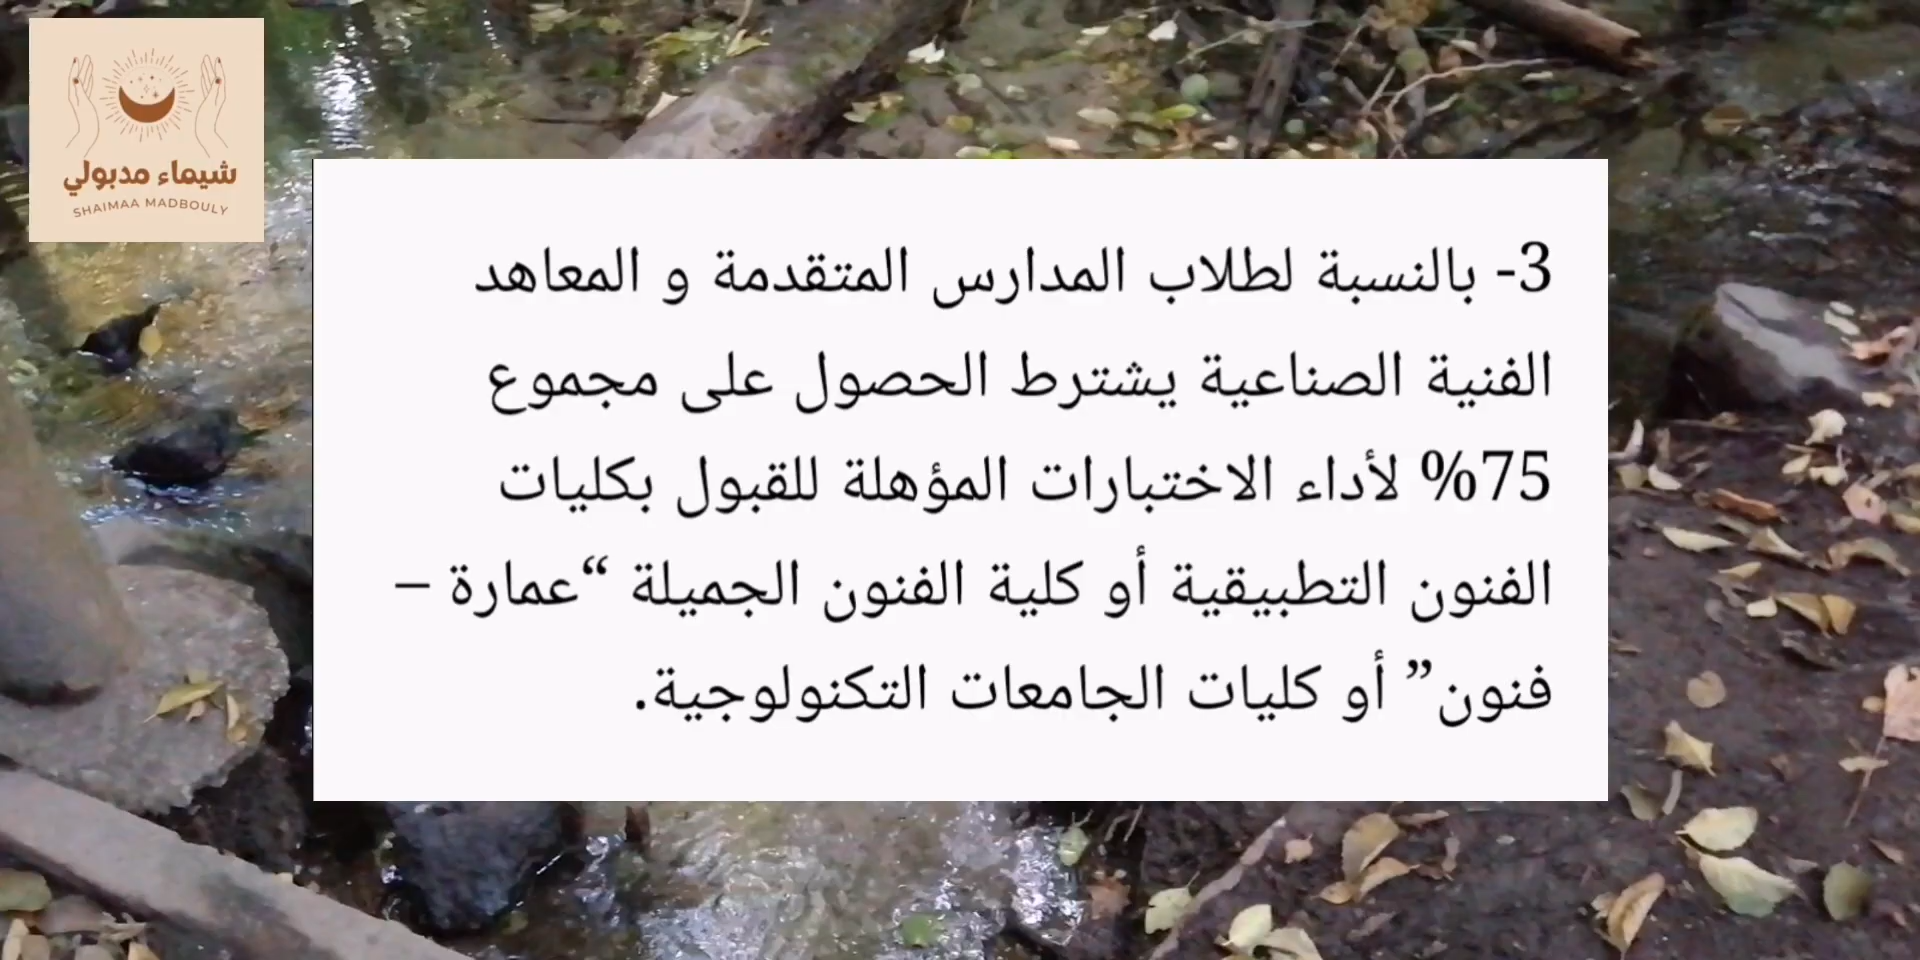 شيماء مدبولي
SHAIMAA MADBOULY
3- بالنسبة لطلاب المدارس المتقدمة و المعاهد
الفنية الصناعية يشترط الحصول على مجموع
75% لأداء الاختبارات المؤهلة للقبول بكليات
الفنون التطبيقية أو كلية الفنون الجميلة “عمارة –
فنون” أو كليات الجامعات التكنولوجية.